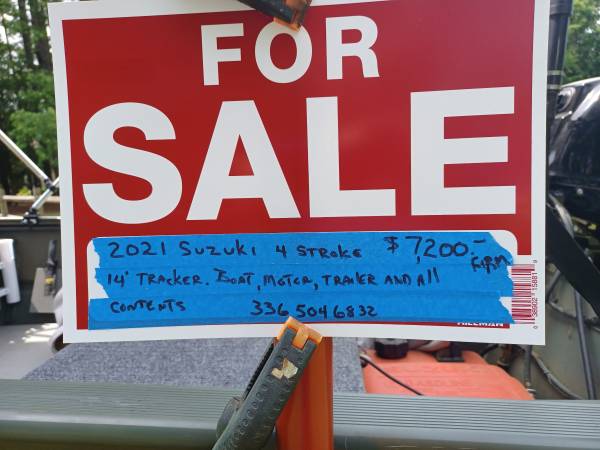 FOR
SALE
2021 SUZUKI 4 STROKE $7,200.-
FIRM
14' TRACKER. BOAT, MOTOR, TRAILER AND All
CONTENTS 336 504 6832
HILLMAN